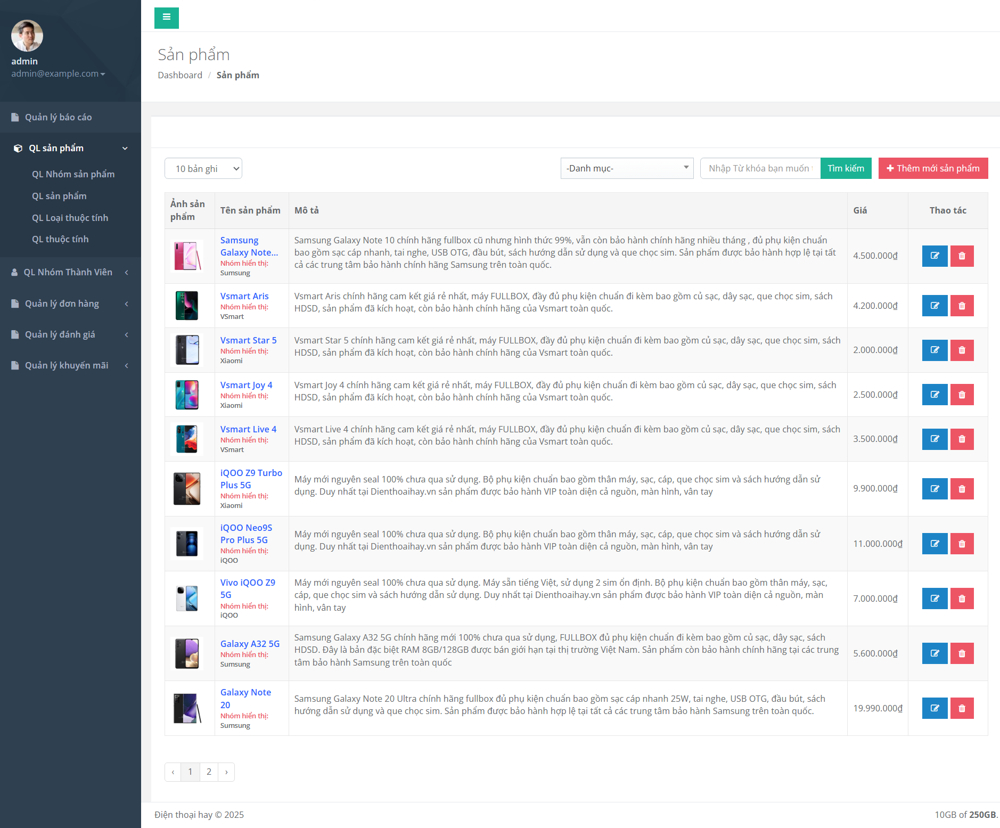 admin
admin@example.com
Quản lý báo cáo
QL sản phẩm
QL Nhóm sản phẩm
QL sản phẩm
QL Loại thuộc tính
QL thuộc tính
QL Nhóm Thành Viên
Quản lý đơn hàng
Quản lý đánh giá
Quản lý khuyến mãi
Sản phẩm
Dashboard / Sản phẩm
10 bản ghi
-Danh mục-
Nhập Từ khóa bạn muốn
Tìm kiếm
Thêm mới sản phẩm
Ảnh sản
phẩm
Tên sản phẩm
Mô tả
Giá
Thao tác
Samsung
Galaxy Note...
Nhóm hiển thị:
Sumsung
Samsung Galaxy Note 10 chính hãng fullbox cũ nhưng hình thức 99%, vẫn còn bảo hành chính hãng nhiều tháng , đủ phụ kiện chuẩn
bao gồm sạc cáp nhanh, tai nghe, USB OTG, đầu bút, sách hướng dẫn sử dụng và que chọc sim. Sản phẩm được bảo hành hợp lệ tại tất
cả các trung tâm bảo hành chính hãng Samsung trên toàn quốc.
4.500.000₫
Vsmart Aris
Nhóm hiển thị:
VSmart
Vsmart Aris chính hãng cam kết giá rẻ nhất, máy FULLBOX, đầy đủ phụ kiện chuẩn đi kèm bao gồm củ sạc, dây sạc, que chọc sim, sách
HDSD, sản phẩm đã kích hoạt, còn bảo hành chính hãng của Vsmart toàn quốc.
4.200.000₫
Vsmart Star 5
Nhóm hiển thị:
Xiaomi
Vsmart Star 5 chính hãng cam kết giá rẻ nhất, máy FULLBOX, đầy đủ phụ kiện chuẩn đi kèm bao gồm củ sạc, dây sạc, que chọc sim, sách
HDSD, sản phẩm đã kích hoạt, còn bảo hành chính hãng của Vsmart toàn quốc.
2.000.000₫
Vsmart Joy 4
Nhóm hiển thị:
Xiaomi
Vsmart Joy 4 chính hãng cam kết giá rẻ nhất, máy FULLBOX, đầy đủ phụ kiện chuẩn đi kèm bao gồm củ sạc, dây sạc, que chọc sim, sách
HDSD, sản phẩm đã kích hoạt, còn bảo hành chính hãng của Vsmart toàn quốc.
2.500.000₫
Vsmart Live 4
Nhóm hiển thị:
VSmart
Vsmart Live 4 chính hãng cam kết giá rẻ nhất, máy FULLBOX, đầy đủ phụ kiện chuẩn đi kèm bao gồm củ sạc, dây sạc, que chọc sim, sách
HDSD, sản phẩm đã kích hoạt, còn bảo hành chính hãng của Vsmart toàn quốc.
3.500.000₫
iQOO Z9 Turbo
Plus 5G
Nhóm hiển thị:
Xiaomi
Máy mới nguyên seal 100% chưa qua sử dụng. Bộ phụ kiện chuẩn bao gồm thân máy, sạc, cáp, que chọc sim và sách hướng dẫn sử
dụng. Duy nhất tại Dienthoaihay.vn sản phẩm được bảo hành VIP toàn diện cả nguồn, màn hình, vân tay
9.900.000₫
iQOO Neo9S
Pro Plus 5G
Nhóm hiển thị:
iQOO
Máy mới nguyên seal 100% chưa qua sử dụng. Bộ phụ kiện chuẩn bao gồm thân máy, sạc, cáp, que chọc sim và sách hướng dẫn sử
dụng. Duy nhất tại Dienthoaihay.vn sản phẩm được bảo hành VIP toàn diện cả nguồn, màn hình, vân tay
11.000.000₫
Vivo iQOO Z9
5G
Nhóm hiển thị:
iQOO
Máy mới nguyên seal 100% chưa qua sử dụng. Máy sẵn tiếng Việt, sử dụng 2 sim ổn định. Bộ phụ kiện chuẩn bao gồm thân máy, sạc,
cáp, que chọc sim và sách hướng dẫn sử dụng. Duy nhất tại Dienthoaihay.vn sản phẩm được bảo hành VIP toàn diện cả nguồn, màn
hình, vân tay
7.000.000₫
Galaxy A32 5G
Nhóm hiển thị:
Sumsung
Samsung Galaxy A32 5G chính hãng mới 100% chưa qua sử dụng, FULLBOX đủ phụ kiện chuẩn đi kèm bao gồm củ sạc, dây sạc, sách
HDSD. Đây là bản đặc biệt RAM 8GB/128GB được bán giới hạn tại thị trường Việt Nam. Sản phẩm còn bảo hành chính hãng tại các trung
tâm bảo hành Samsung trên toàn quốc
5.600.000₫
Galaxy Note
20
Nhóm hiển thị:
Sumsung
Samsung Galaxy Note 20 Ultra chính hãng fullbox đủ phụ kiện chuẩn bao gồm sạc cáp nhanh 25W, tai nghe, USB OTG, đầu bút, sách
hướng dẫn sử dụng và que chọc sim. Sản phẩm được bảo hành hợp lệ tại tất cả các trung tâm bảo hành Samsung trên toàn quốc.
19.990.000₫
‹ 1 2 ›
Điện thoại hay © 2025
10GB of 250GB.